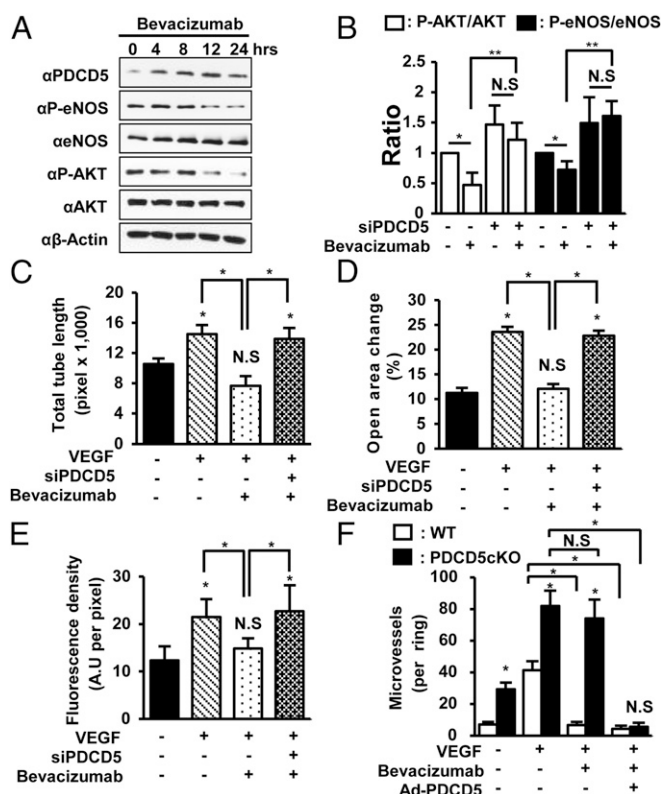 A
Bevacizumab
0 4 8 12 24 hrs
αPDCD5
αP-eNOS
αeNOS
αP-AKT
αAKT
αβ-Actin
B
: P-AKT/AKT : P-eNOS/eNOS
** **
N.S N.S
* *
Ratio
2.5
2
1.5
1
0.5
0
siPDCD5 - - + + - - + +
Bevacizumab - + - + - + - +
C
Total tube length
(pixel x 1,000)
20
16
12
8
4
0
* *
* N.S *
VEGF - + + +
siPDCD5 - - - +
Bevacizumab - - + +
D
Open area change
(%)
30
25
20
15
10
5
0
* *
* N.S *
VEGF - + + +
siPDCD5 - - - +
Bevacizumab - - + +
E
Fluorescence density
(A.U per pixel)
30
20
10
0
* *
* N.S *
VEGF - + + +
siPDCD5 - - - +
Bevacizumab - - + +
F
: WT
: PDCD5cKO
*
N.S
*
*
* * * N.S
Microvessels
(per ring)
100
80
60
40
20
0
VEGF - + + +
Bevacizumab - - + +
Ad-PDCD5 - - - +